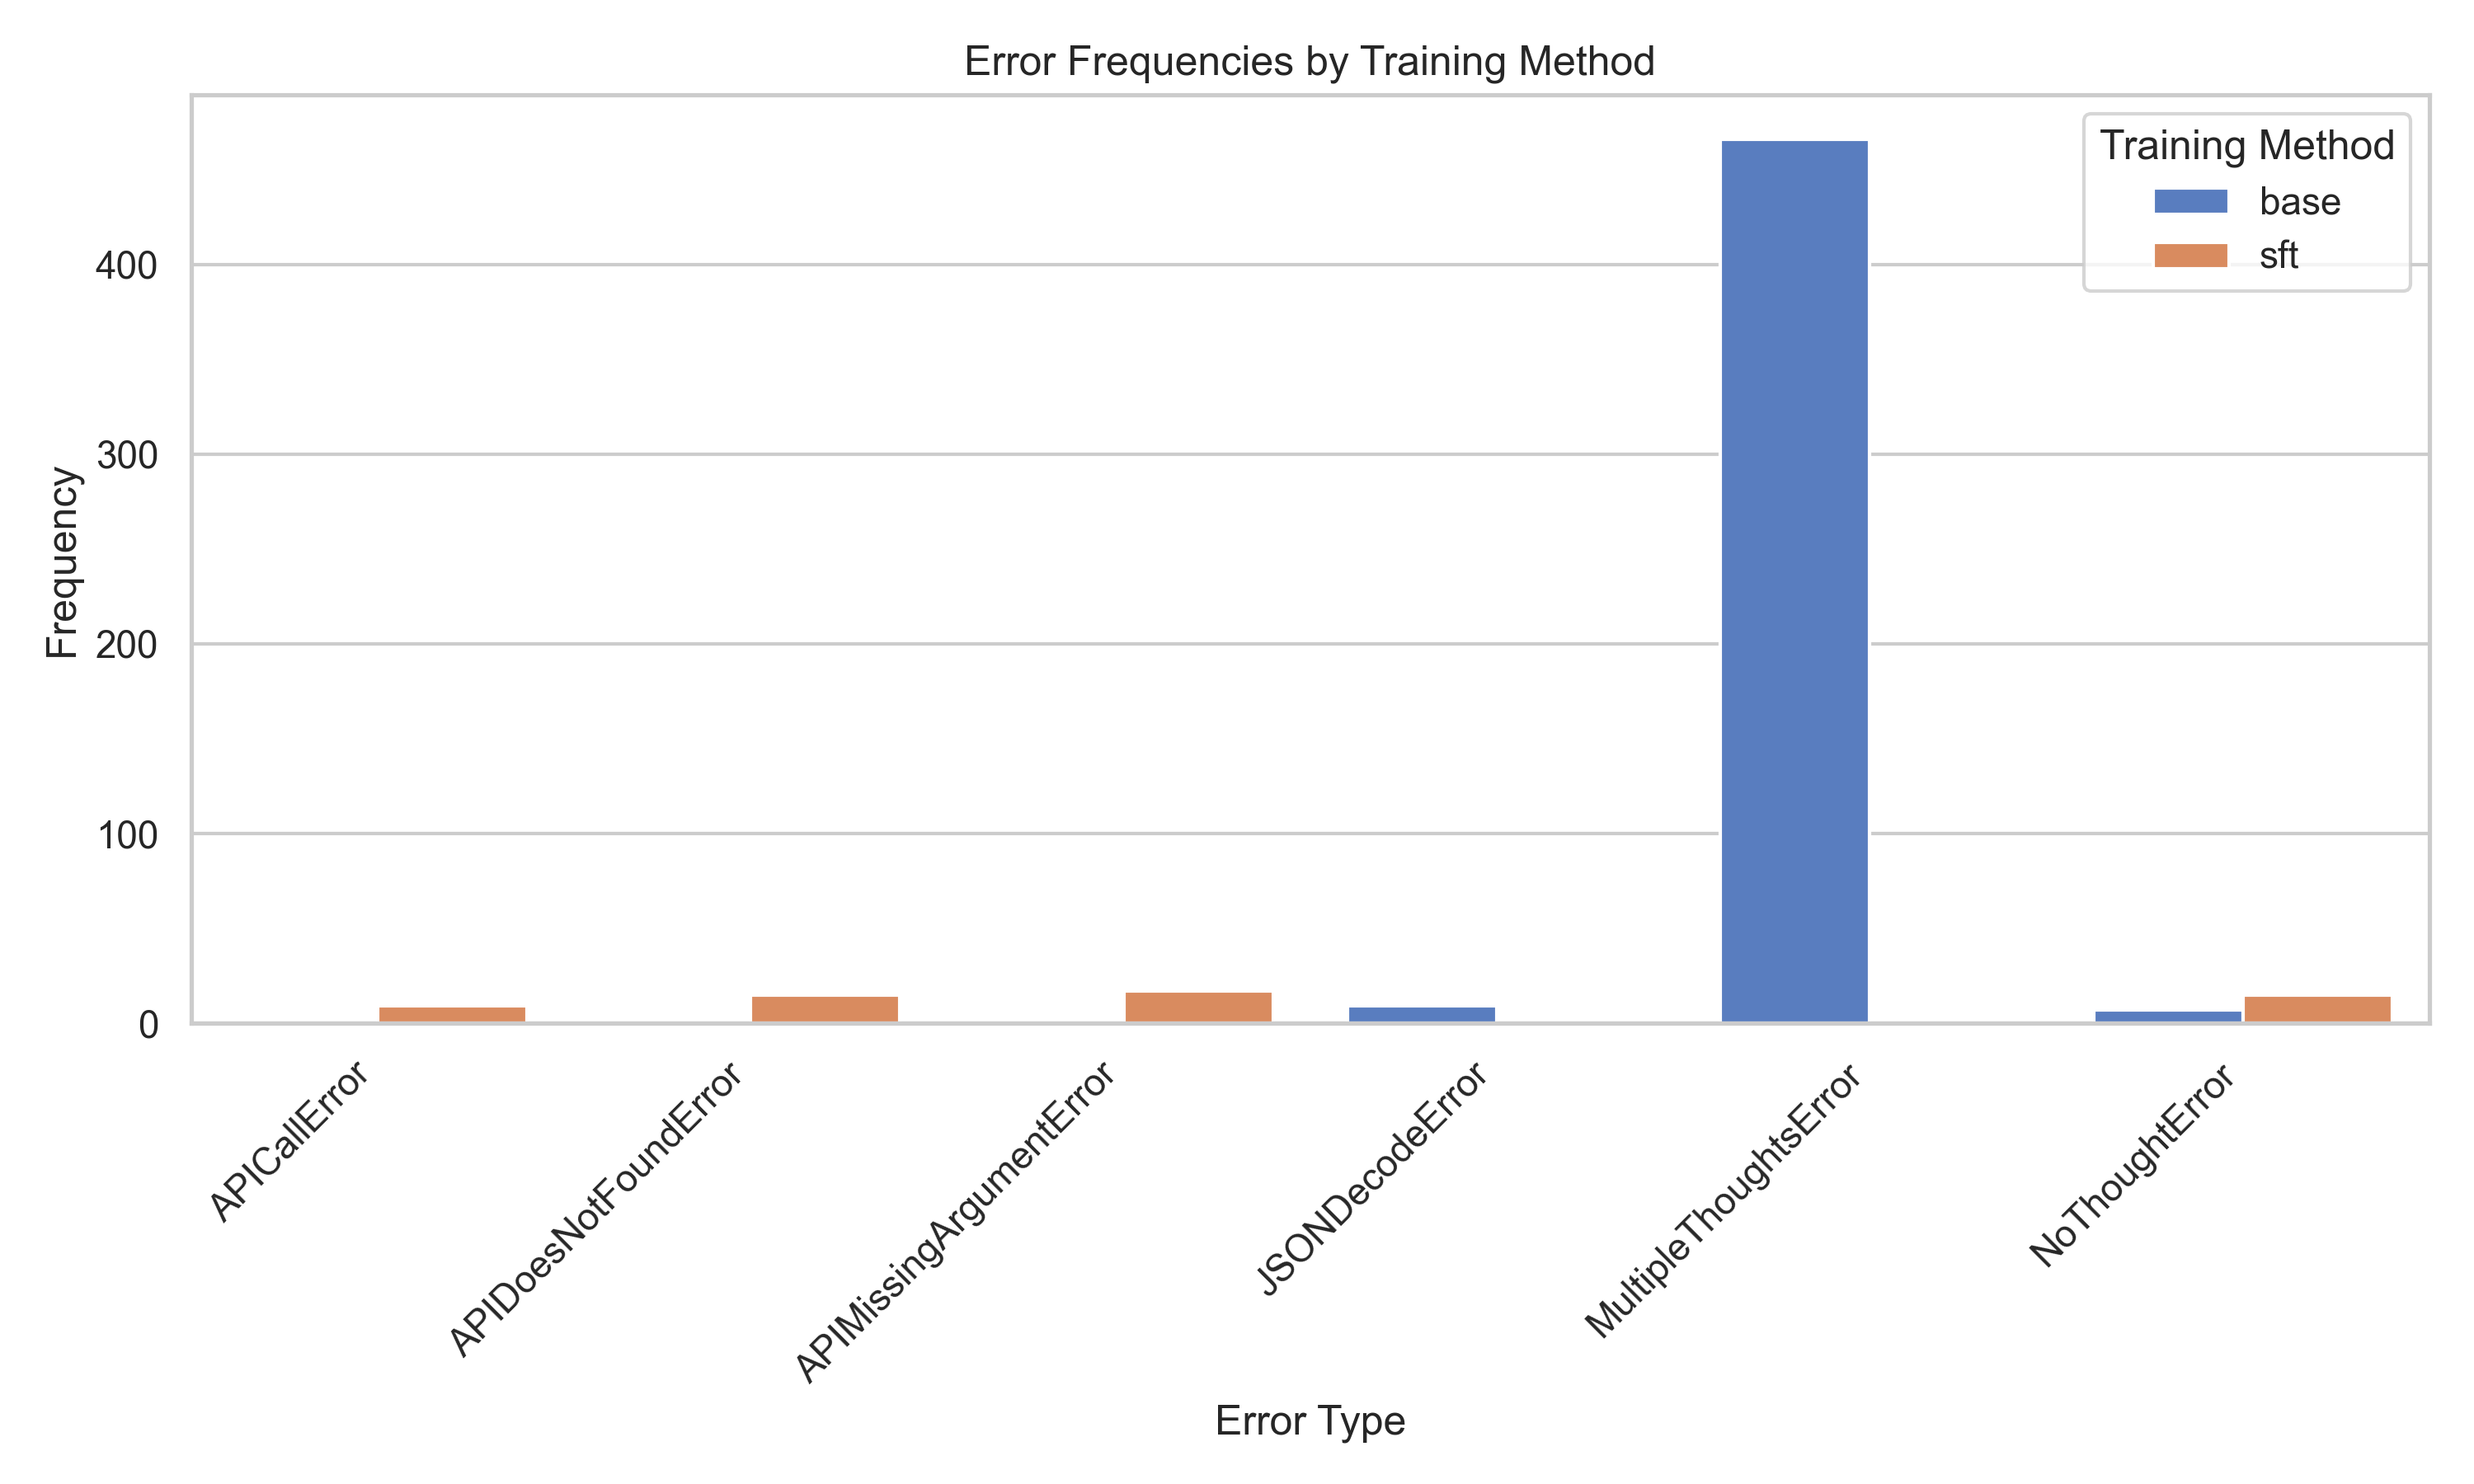 Error Frequencies by Training Method
Training Method
base
sft
Frequency
400
300
200
100
0
APICallError
APIDoesNotFoundError
APIMissingArgumentError
JSONDecodeError
MultipleThoughtsError
NoThoughtError
Error Type